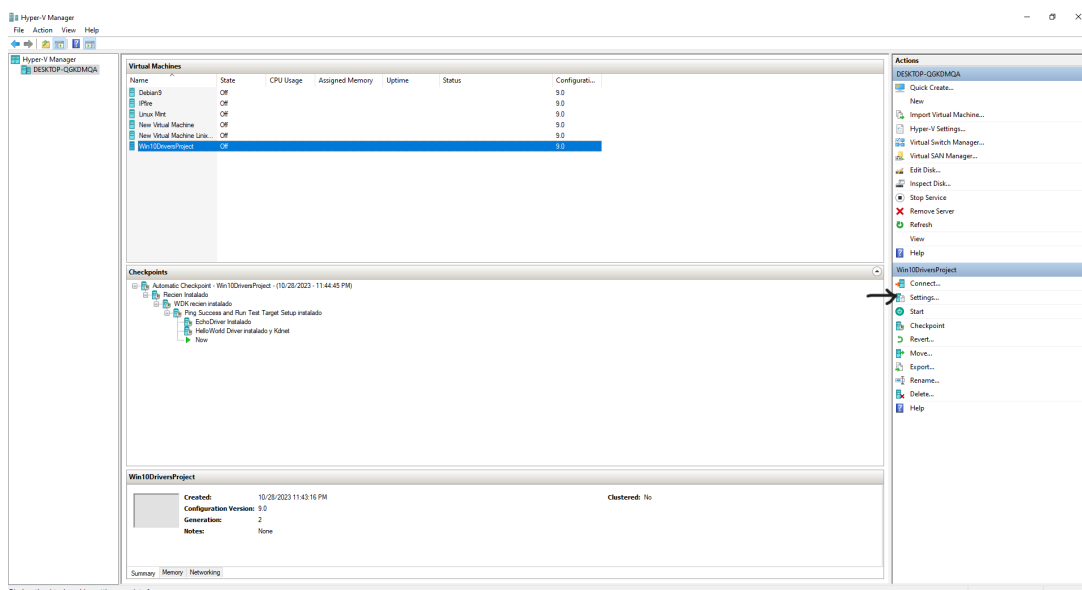 Hyper-V Manager
File Action View Help
Hyper-V Manager
DESKTOP-QGKDMQA
Virtual Machines
Name State CPU Usage Assigned Memory Uptime Status Configurati...
Debian9 Off 9.0
IPfire Off 9.0
Linux Mint Off 9.0
New Virtual Machine Off 9.0
New Virtual Machine Linix... Off 9.0
Win10DriversProject Off 9.0
Checkpoints
Automatic Checkpoint - Win10DriversProject - (10/28/2023 - 11:44:45 PM)
Recien Instalado
WDK recien instalado
Ping Success and Run Test Target Setup instalado
EchoDriver Instalado
HelloWorld Driver instalado y Kdnet
Now
Win10DriversProject
Created: 10/28/2023 11:43:16 PM Clustered: No
Configuration Version: 9.0
Generation: 2
Notes: None
Summary Memory Networking
Actions
DESKTOP-QGKDMQA
Quick Create...
New
Import Virtual Machine...
Hyper-V Settings...
Virtual Switch Manager...
Virtual SAN Manager...
Edit Disk...
Inspect Disk...
Stop Service
Remove Server
Refresh
View
Help
Win10DriversProject
Connect...
Settings...
Start
Checkpoint
Revert...
Move...
Export...
Rename...
Delete...
Help